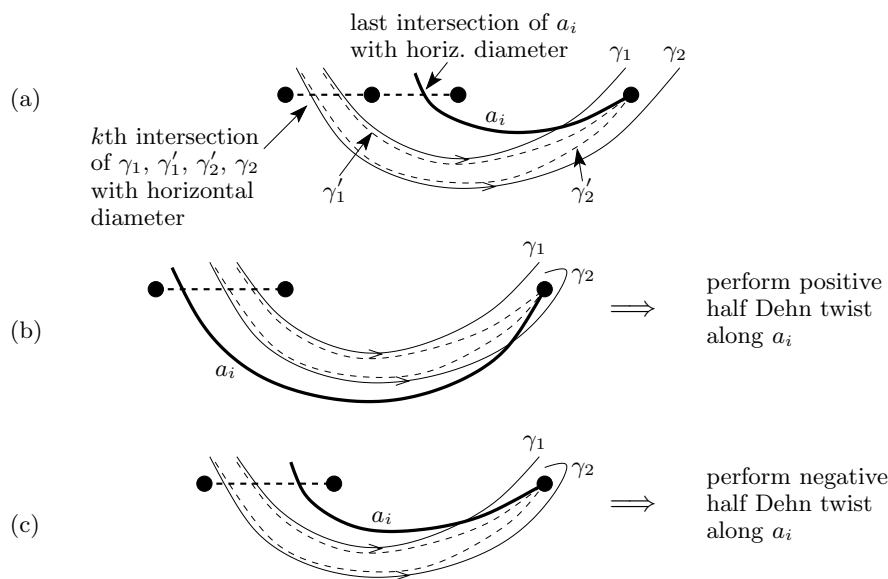 last intersection of a_i
with horiz. diameter
γ_1
γ_2
(a)
a_i
kth intersection
of γ_1, γ′_1, γ′_2, γ_2
with horizontal
diameter
γ′_1
γ′_2
γ_1
γ_2
(b)
a_i
⟹
perform positive
half Dehn twist
along a_i
γ_1
γ_2
(c)
a_i
⟹
perform negative
half Dehn twist
along a_i